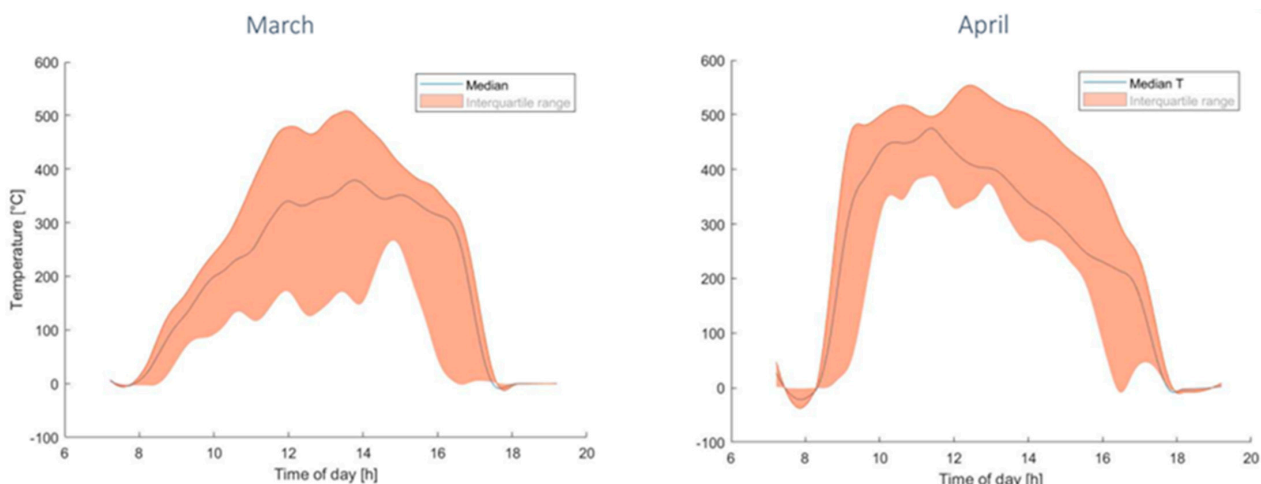 March
600
500
400
300
200
100
0
-100
Temperature [°C]
6 8 10 12 14 16 18 20
Time of day [h]
Median
Interquartile range
April
600
500
400
300
200
100
0
-100
6 8 10 12 14 16 18 20
Time of day [h]
Median T
Interquartile range